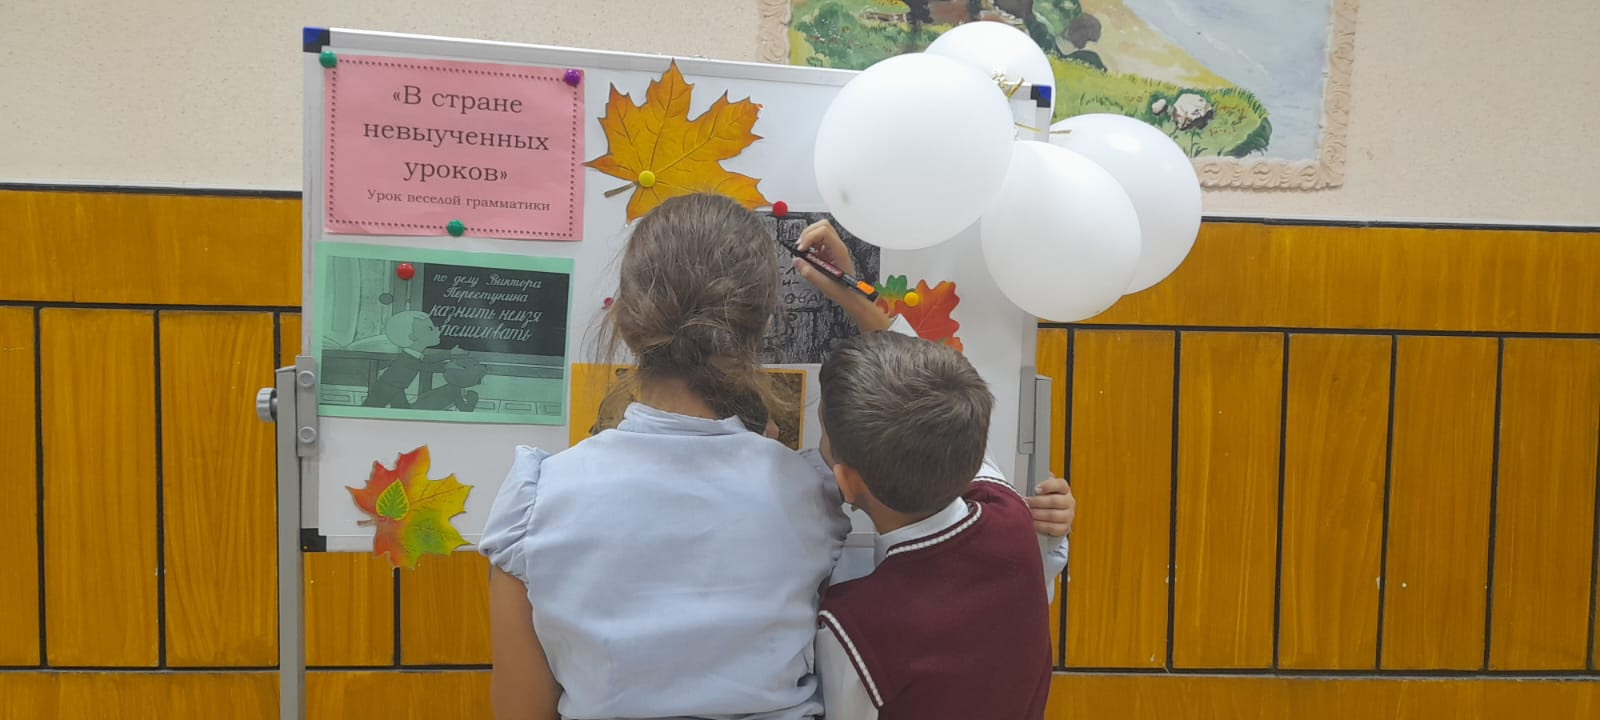 «В стране
невыученных
уроков»
Урок веселой грамматики
по делу Виктора
Перестукина
казнить нельзя
помиловать